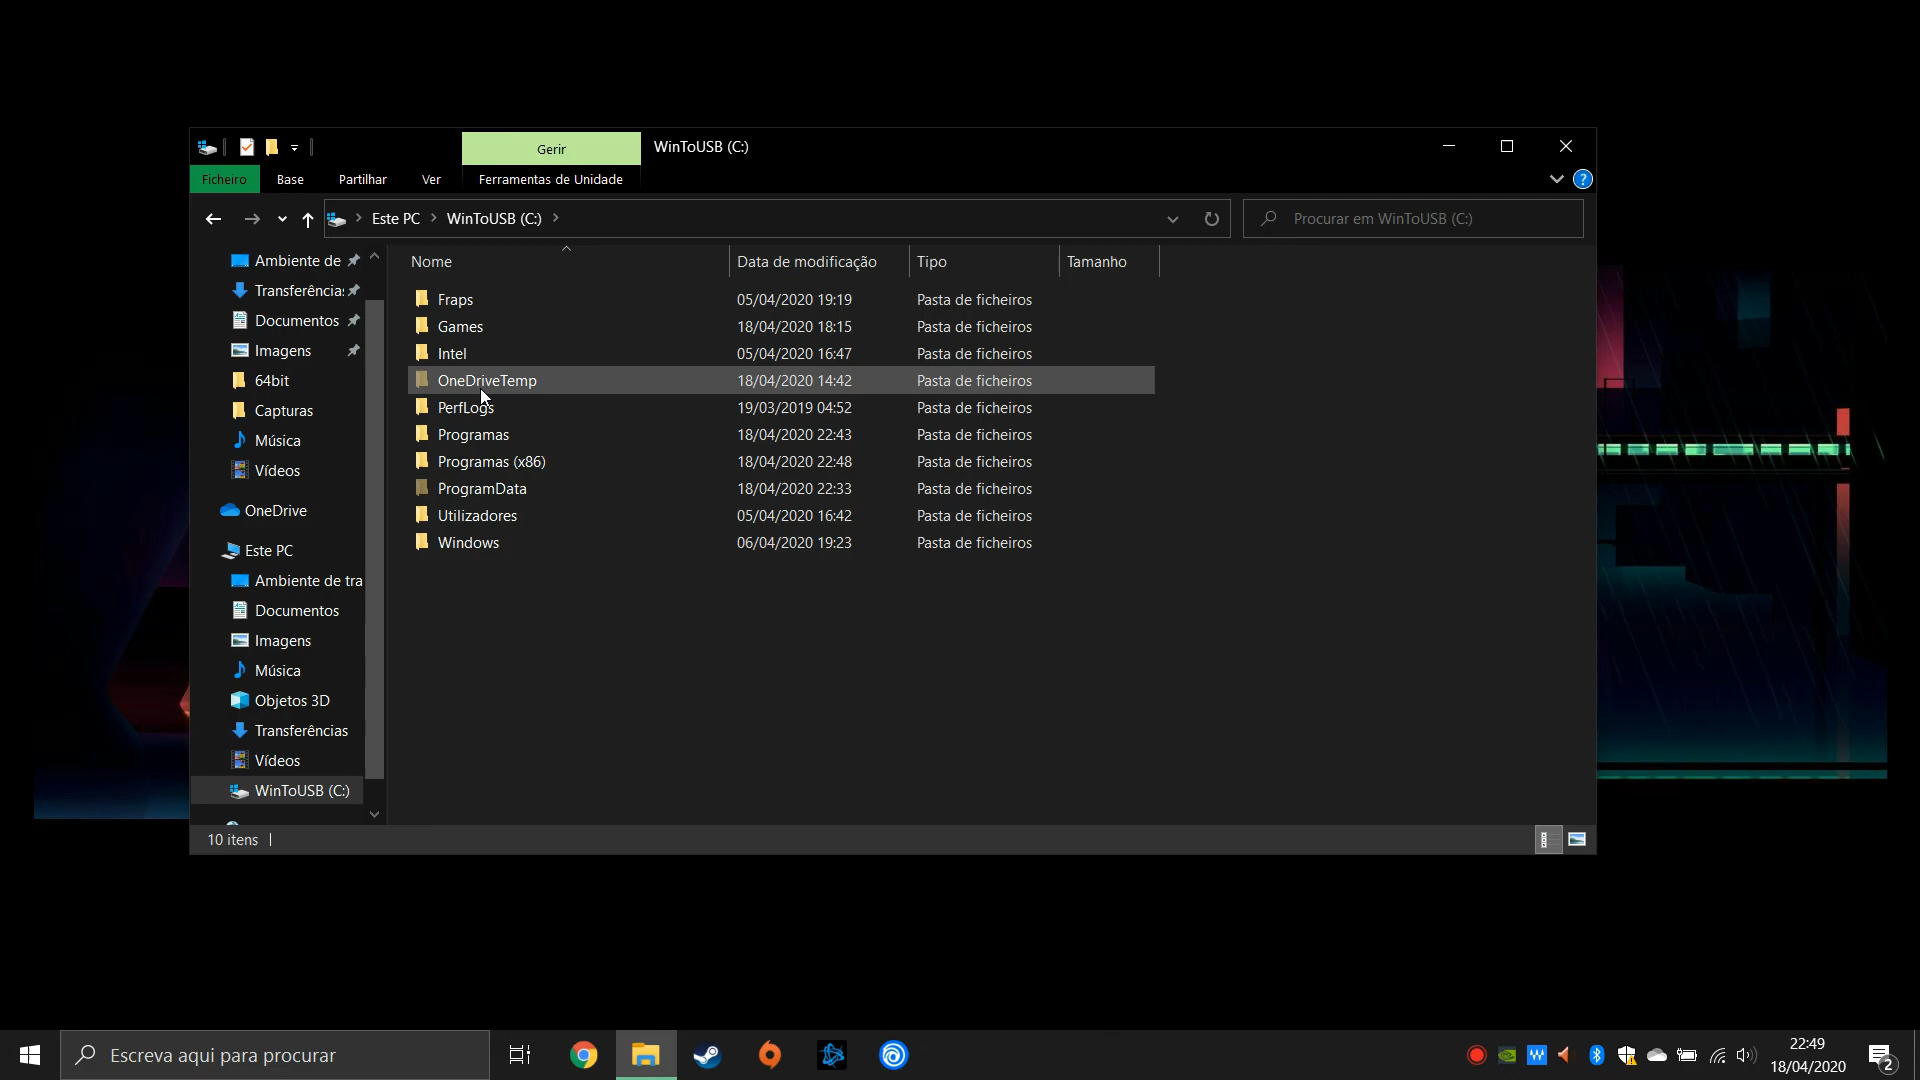 Gerir
WinToUSB (C:)
Ficheiro
Base
Partilhar
Ver
Ferramentas de Unidade
Este PC
WinToUSB (C:)
Procurar em WinToUSB (C:)
Ambiente de
Transferências
Documentos
Imagens
64bit
Capturas
Música
Vídeos
OneDrive
Este PC
Ambiente de tra
Documentos
Imagens
Música
Objetos 3D
Transferências
Vídeos
WinToUSB (C:)
Nome Data de modificação Tipo Tamanho
Fraps 05/04/2020 19:19 Pasta de ficheiros
Games 18/04/2020 18:15 Pasta de ficheiros
Intel 05/04/2020 16:47 Pasta de ficheiros
OneDriveTemp 18/04/2020 14:42 Pasta de ficheiros
PerfLogs 19/03/2019 04:52 Pasta de ficheiros
Programas 18/04/2020 22:43 Pasta de ficheiros
Programas (x86) 18/04/2020 22:48 Pasta de ficheiros
ProgramData 18/04/2020 22:33 Pasta de ficheiros
Utilizadores 05/04/2020 16:42 Pasta de ficheiros
Windows 06/04/2020 19:23 Pasta de ficheiros
10 itens
Escreva aqui para procurar
22:49
18/04/2020
2